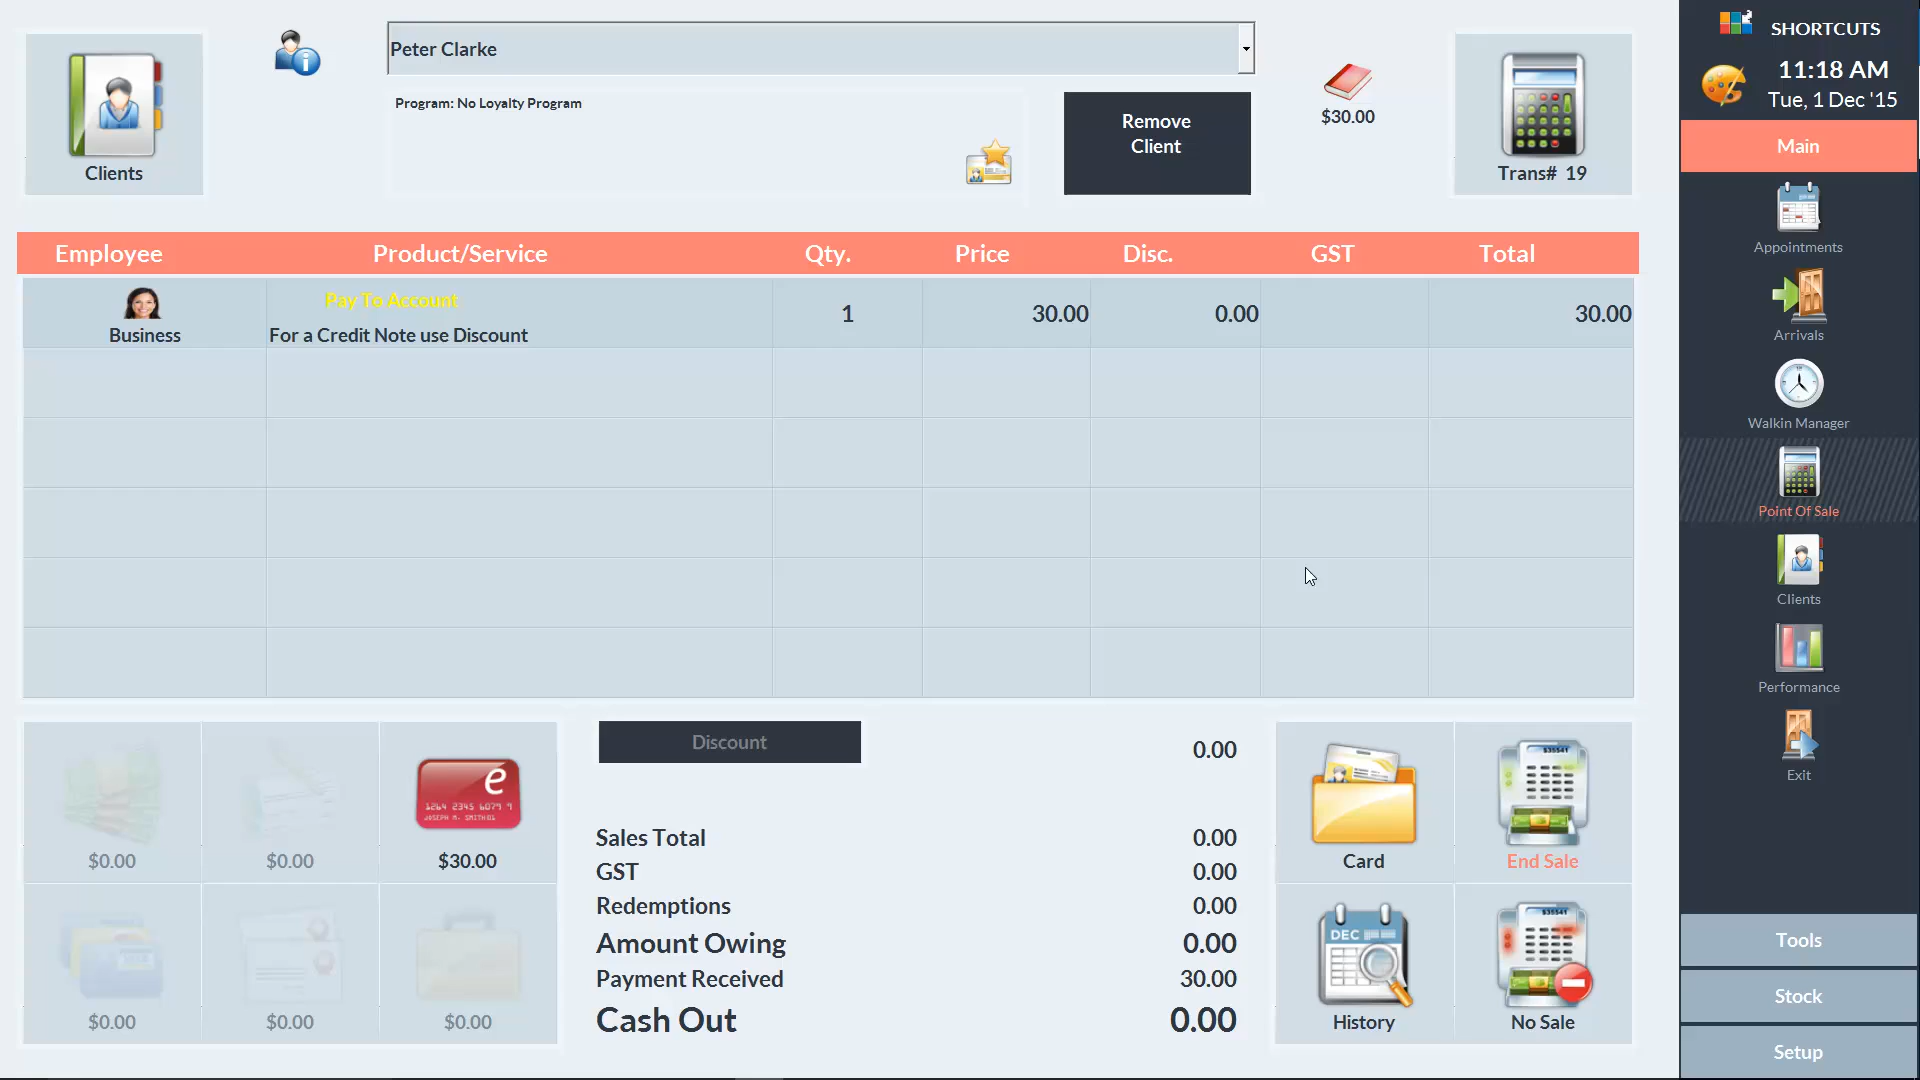 Peter Clarke
Program: No Loyalty Program
Clients
Remove
Client
$30.00
Trans# 19
Employee Product/Service Qty. Price Disc. GST Total
Pay To Account
Business For a Credit Note use Discount 1 30.00 0.00 30.00
$0.00 $0.00 $30.00
$0.00 $0.00 $0.00
Discount 0.00
Sales Total 0.00
GST 0.00
Redemptions 0.00
Amount Owing 0.00
Payment Received 30.00
Cash Out 0.00
Card End Sale
DEC
History No Sale
SHORTCUTS
11:18 AM
Tue, 1 Dec '15
Main
Appointments
Arrivals
Walkin Manager
Point Of Sale
Clients
Performance
Exit
Tools
Stock
Setup